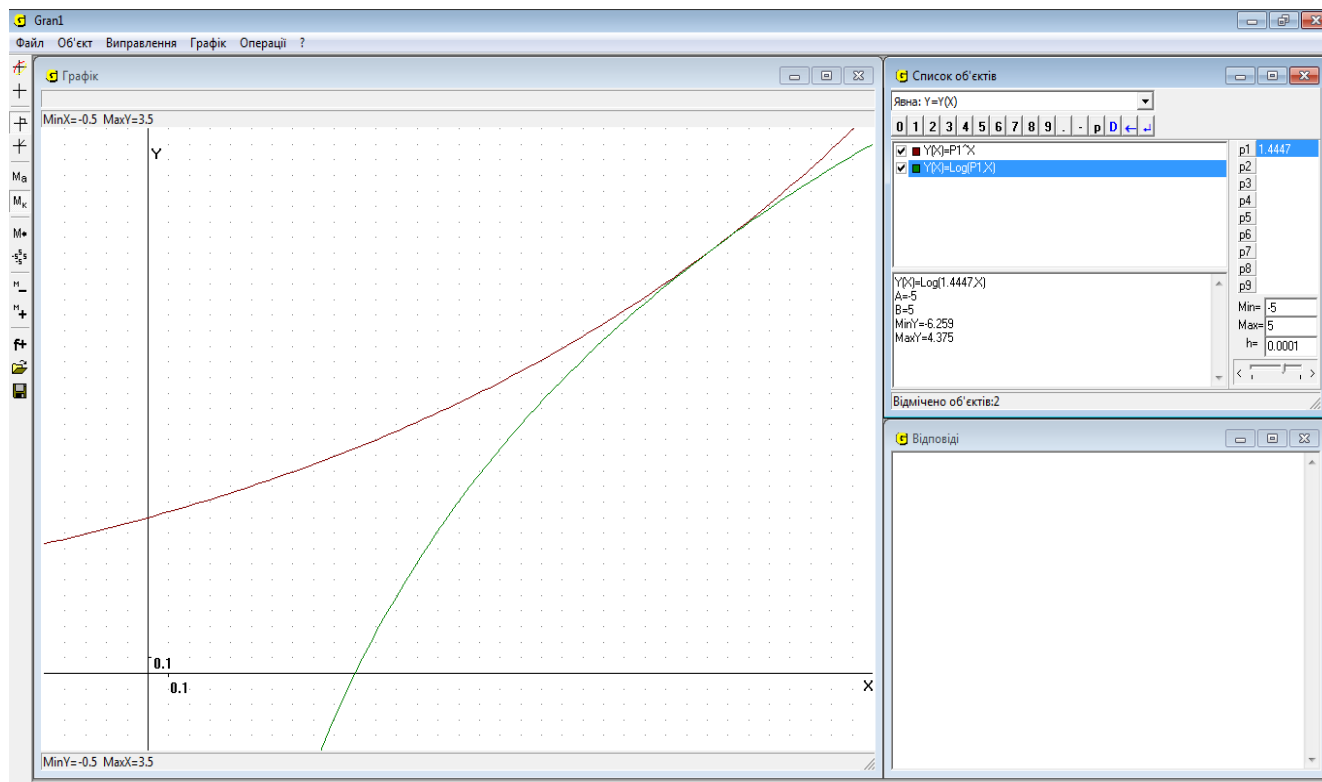 Gran1
Файл Об'єкт Виправлення Графік Операції ?
Графік
MinX=-0.5 MaxY=3.5
Y
0.1
0.1
X
MinY=-0.5 MaxX=3.5
Ma
Mк
M
M
M
f+
Список об'єктів
Явна: Y=Y(X)
0 1 2 3 4 5 6 7 8 9 . - p D ← ↵
Y(X)=P1^X
Y(X)=Log(P1,X)
p1 1.4447
p2
p3
p4
p5
p6
p7
p8
p9
Y(X)=Log(1.4447,X)
A=-5
B=5
MinY=-6.259
MaxY=4.375
Min= -5
Max= 5
h= 0.0001
Відмічено об'єктів:2
Відповіді